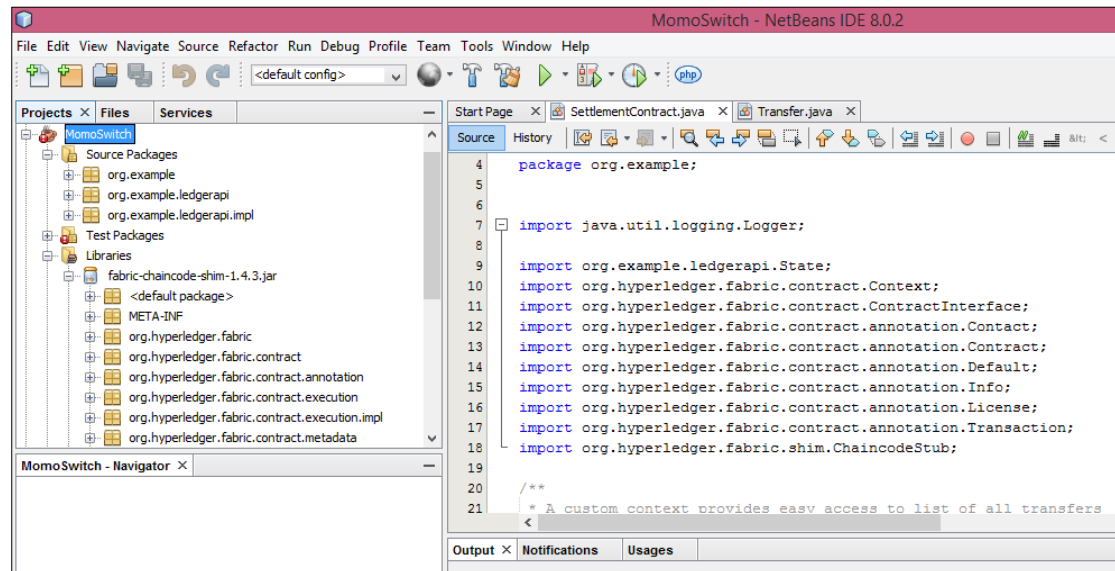 MomoSwitch - NetBeans IDE 8.0.2
File Edit View Navigate Source Refactor Run Debug Profile Team Tools Window Help
<default config>
php
Projects Files Services
MomoSwitch
Source Packages
org.example
org.example.ledgerapi
org.example.ledgerapi.impl
Test Packages
Libraries
fabric-chaincode-shim-1.4.3.jar
<default package>
META-INF
org.hyperledger.fabric
org.hyperledger.fabric.contract
org.hyperledger.fabric.contract.annotation
org.hyperledger.fabric.contract.execution
org.hyperledger.fabric.contract.execution.impl
org.hyperledger.fabric.contract.metadata
MomoSwitch - Navigator
Start Page SettlementContract.java Transfer.java
Source History &lt; <
4 package org.example;
5
6
7 import java.util.logging.Logger;
8
9 import org.example.ledgerapi.State;
10 import org.hyperledger.fabric.contract.Context;
11 import org.hyperledger.fabric.contract.ContractInterface;
12 import org.hyperledger.fabric.contract.annotation.Contact;
13 import org.hyperledger.fabric.contract.annotation.Contract;
14 import org.hyperledger.fabric.contract.annotation.Default;
15 import org.hyperledger.fabric.contract.annotation.Info;
16 import org.hyperledger.fabric.contract.annotation.License;
17 import org.hyperledger.fabric.contract.annotation.Transaction;
18 import org.hyperledger.fabric.shim.ChaincodeStub;
19
20 /**
21 * A custom context provides easy access to list of all transfers
Output Notifications Usages